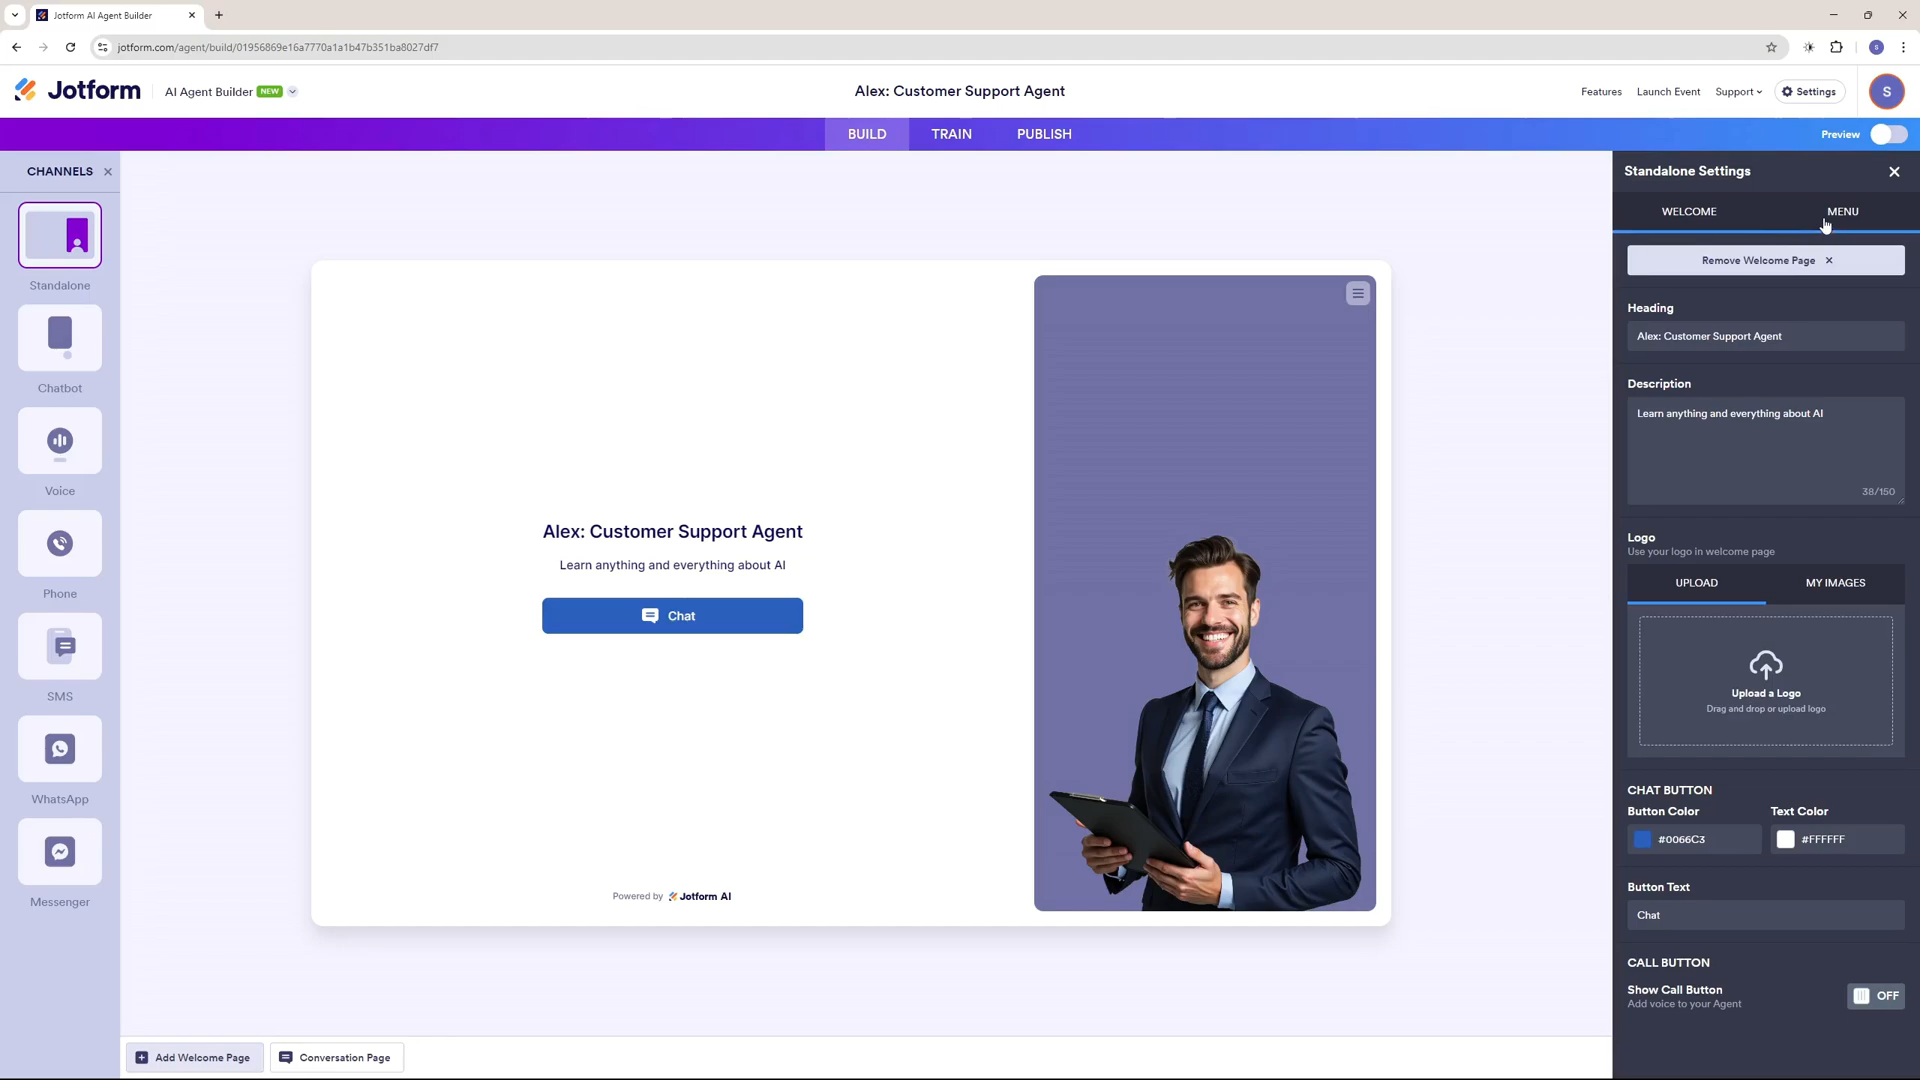 Jotform AI Agent Builder
jotform.com/agent/build/01956869e16a7770a1a1b47b351ba8027df7
S
Jotform
AI Agent Builder NEW
Alex: Customer Support Agent
Features
Launch Event
Support
Settings
S
BUILD
TRAIN
PUBLISH
Preview
CHANNELS
Standalone
Chatbot
Voice
Phone
SMS
WhatsApp
Messenger
Alex: Customer Support Agent
Learn anything and everything about AI
Chat
Powered by Jotform AI
Add Welcome Page
Conversation Page
Standalone Settings
WELCOME
MENU
Remove Welcome Page
Heading
Alex: Customer Support Agent
Description
Learn anything and everything about AI
38/150
Logo
Use your logo in welcome page
UPLOAD
MY IMAGES
Upload a Logo
Drag and drop or upload logo
CHAT BUTTON
Button Color
Text Color
#0066C3
#FFFFFF
Button Text
Chat
CALL BUTTON
Show Call Button
Add voice to your Agent
OFF